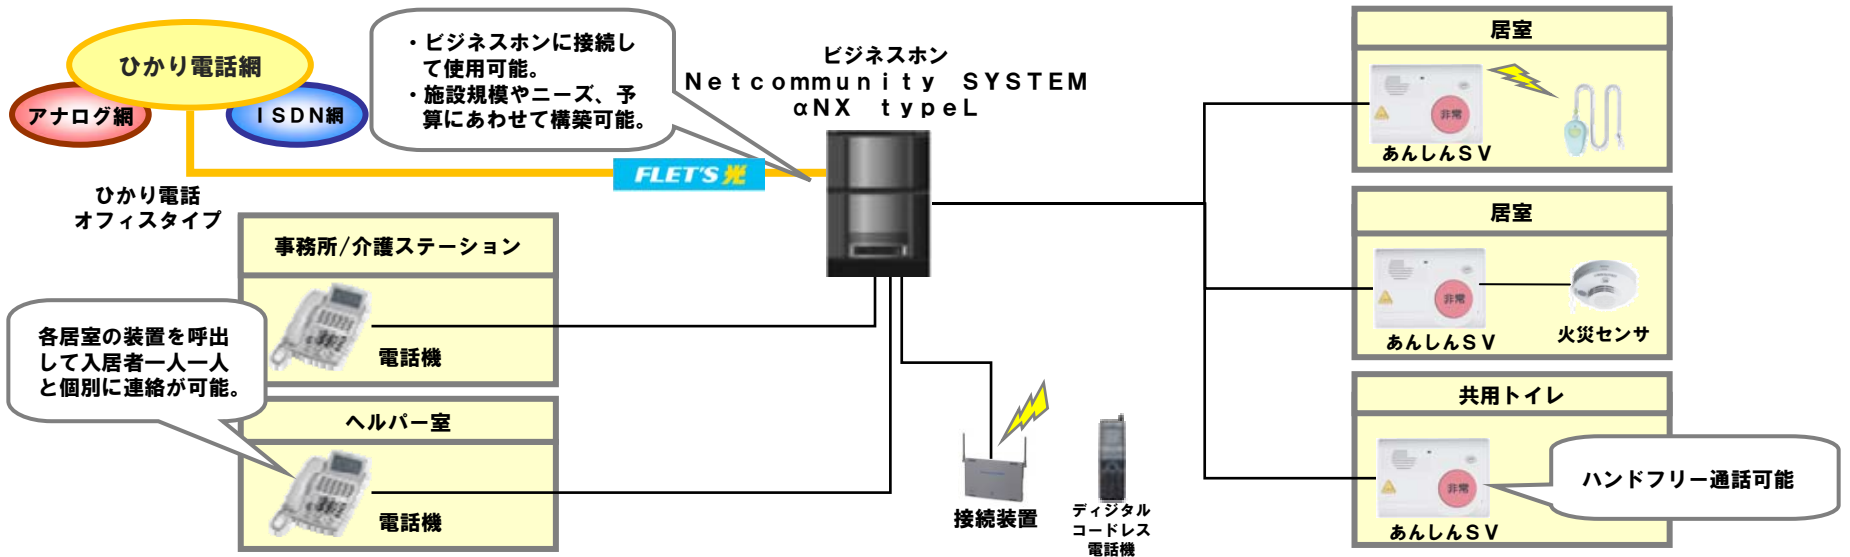 ひかり電話網
アナログ網
ＩＳＤＮ網
ひかり電話
オフィスタイプ
・ビジネスホンに接続し
て使用可能。
・施設規模やニーズ、予
算にあわせて構築可能。
FLET'S 光
ビジネスホン
Ｎｅｔｃｏｍｍｕｎｉｔｙ　ＳＹＳＴＥＭ
αＮＸ　ｔｙｐｅＬ
事務所/介護ステーション
電話機
各居室の装置を呼出
して入居者一人一人
と個別に連絡が可能。
ヘルパー室
電話機
接続装置
ディジタル
コードレス
電話機
居室
非常
あんしんＳＶ
居室
非常
あんしんＳＶ
火災センサ
共用トイレ
非常
あんしんＳＶ
ハンドフリー通話可能